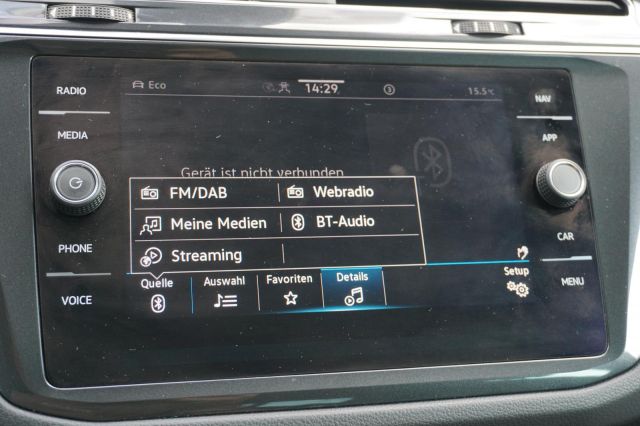 RADIO
MEDIA
PHONE
VOICE
Eco
14:29
3
15.5°C
Gerät ist nicht verbunden
FM/DAB
Webradio
Meine Medien
BT-Audio
Streaming
Quelle
Auswahl
Favoriten
Details
Setup
NAV
APP
CAR
MENU